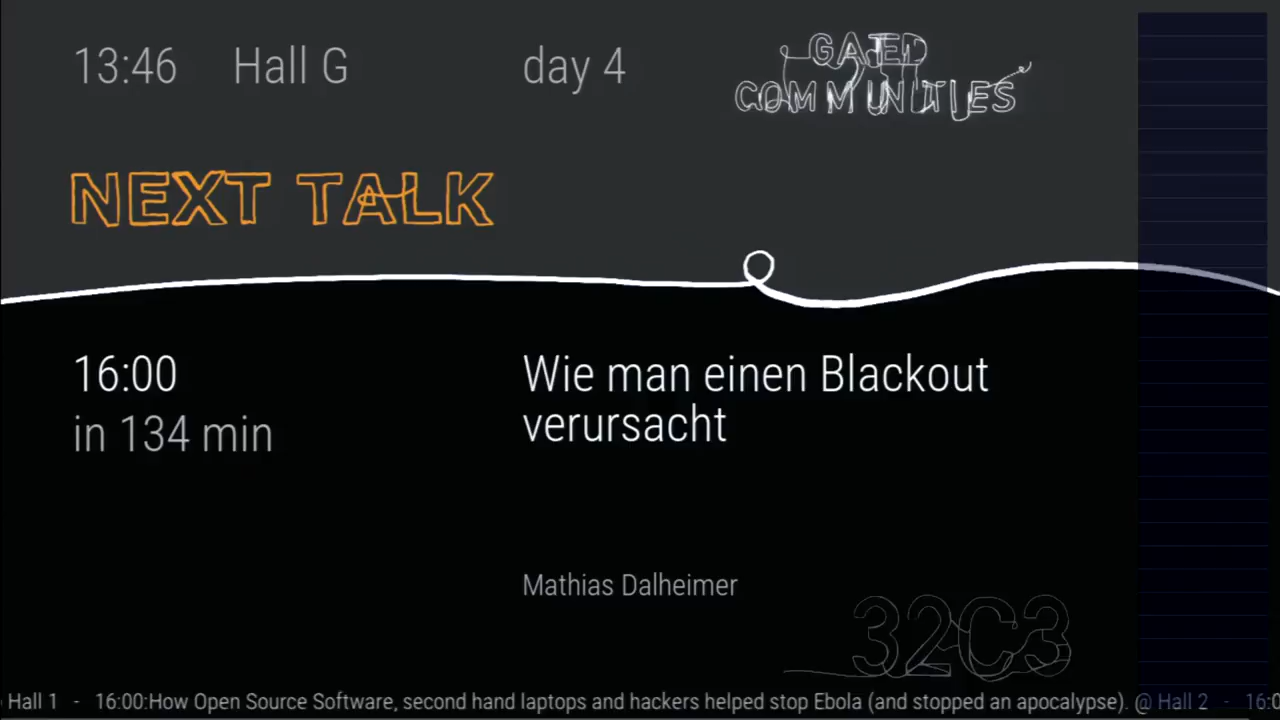 13:46 Hall G day 4
GATED
COMMUNITIES
NEXT TALK
16:00
in 134 min
Wie man einen Blackout
verursacht
Mathias Dalheimer
32C3
Hall 1 - 16:00:How Open Source Software, second hand laptops and hackers helped stop Ebola (and stopped an apocalypse). @ Hall 2 -